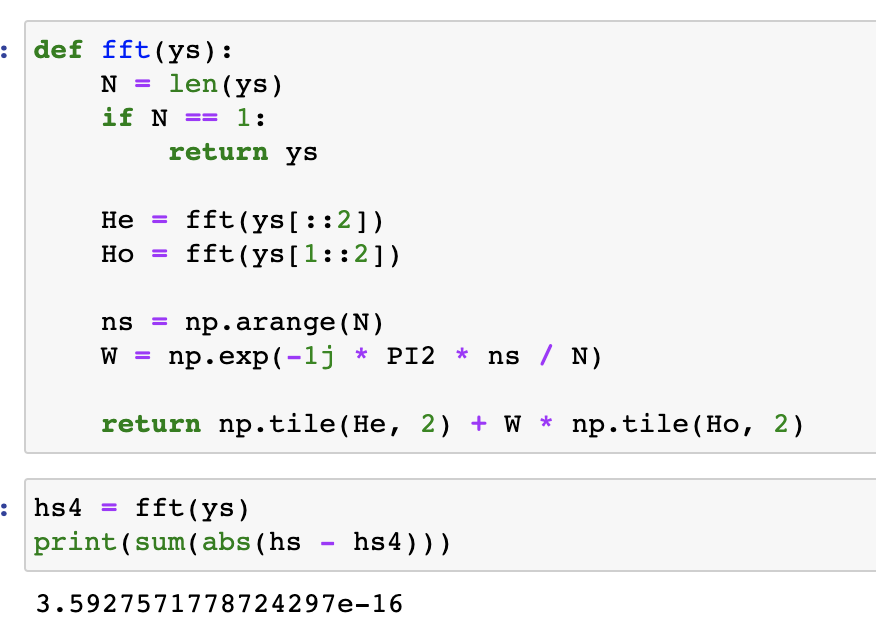 : def fft(ys):
    N = len(ys)
    if N == 1:
        return ys

    He = fft(ys[::2])
    Ho = fft(ys[1::2])

    ns = np.arange(N)
    W = np.exp(-1j * PI2 * ns / N)

    return np.tile(He, 2) + W * np.tile(Ho, 2)

: hs4 = fft(ys)
print(sum(abs(hs - hs4)))

3.5927571778724297e-16